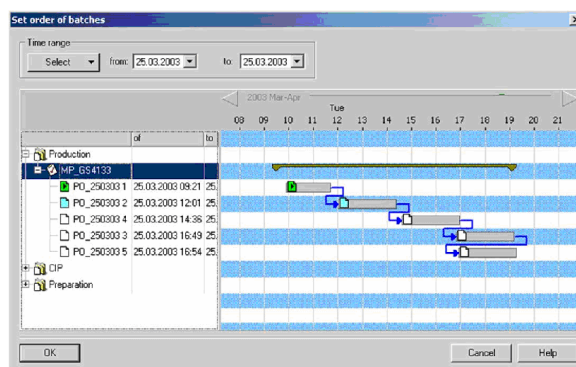 Set order of batches
Time range
Select from: 25.03.2003 to: 25.03.2003
2003 Mar-Apr
Tue
08 09 10 11 12 13 14 15 16 17 18 19 20 21
of to
Production
MP_GS4133
PO_250303 1 25.03.2003 09:21 25.
PO_250303 2 25.03.2003 12:01 25.
PO_250303 4 25.03.2003 14:36 25.
PO_250303 3 25.03.2003 16:49 25.
PO_250303 5 25.03.2003 16:54 25.
CIP
Preparation
OK Cancel Help